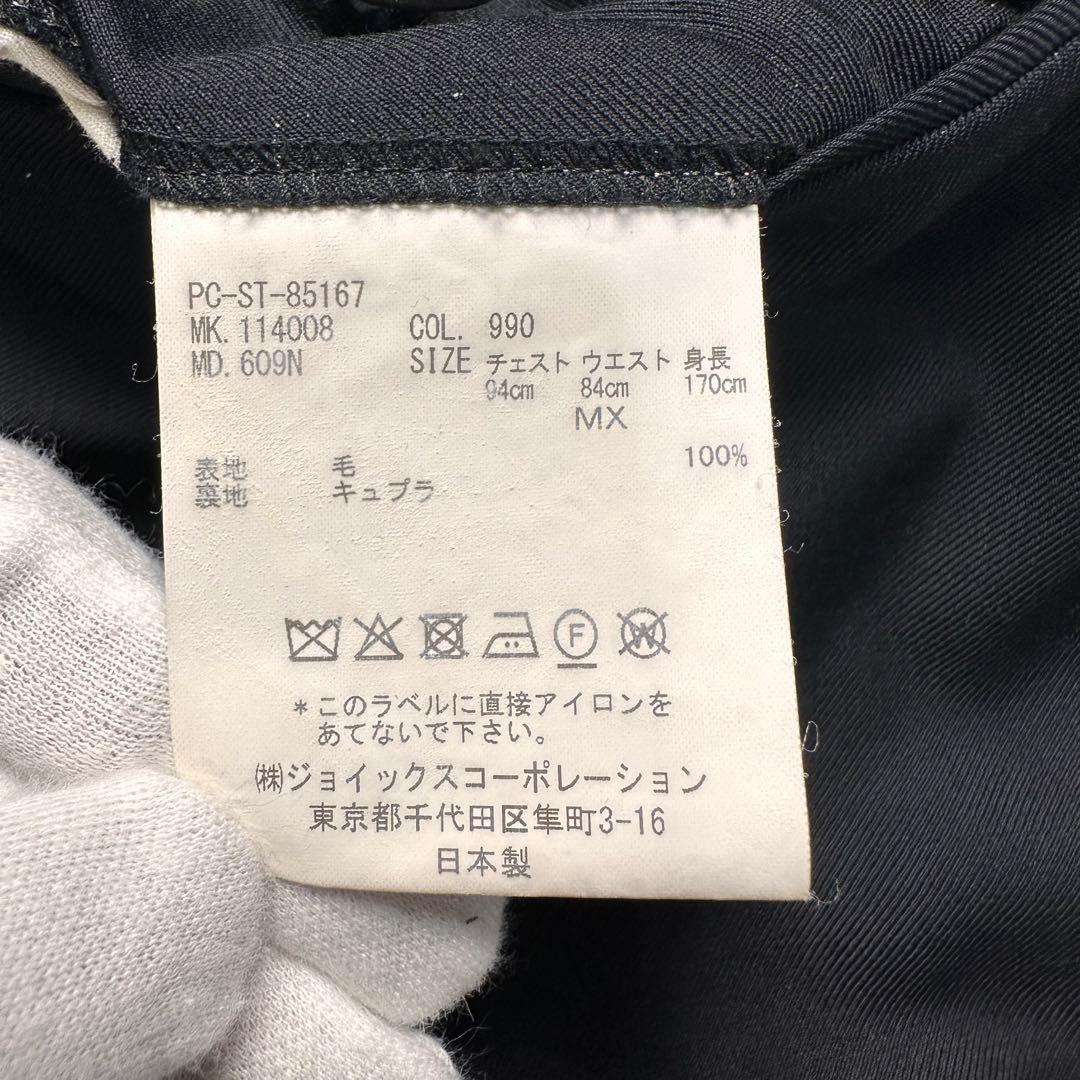 PC-ST-85167
MK. 114008 COL. 990
MD. 609N SIZE チェスト ウエスト 身長
94cm 84cm 170cm
MX
表地 毛 100%
裏地 キュプラ
F W
*このラベルに直接アイロンを
あてないで下さい。
㈱ジョイックスコーポレーション
東京都千代田区隼町3-16
日本製